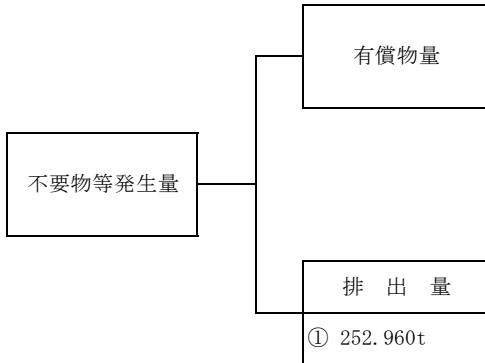 有償物量
不要物等発生量
排　出　量
① 252.960t